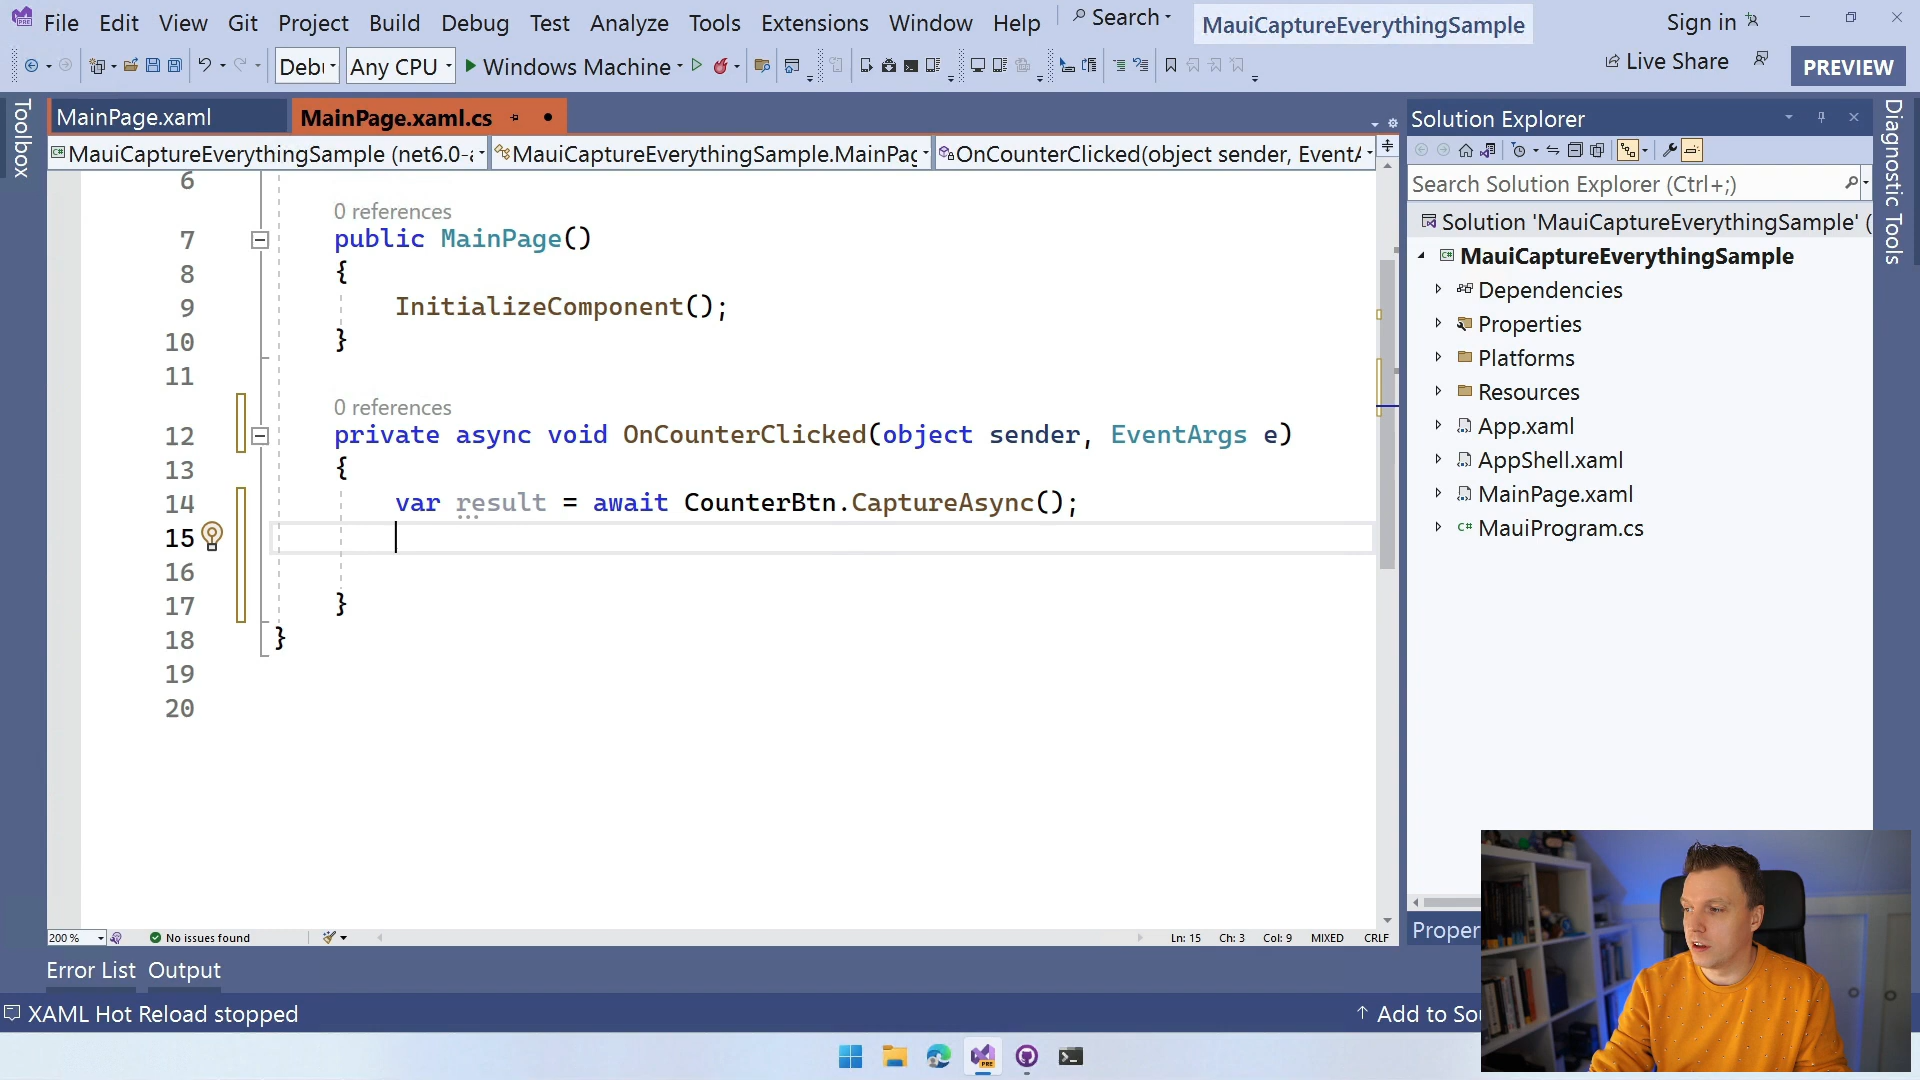 File Edit View Git Project Build Debug Test Analyze Tools Extensions Window Help Search MauiCaptureEverythingSample Sign in
Debu Any CPU Windows Machine Live Share PREVIEW
Toolbox
MainPage.xaml MainPage.xaml.cs
MauiCaptureEverythingSample (net6.0- MauiCaptureEverythingSample.MainPag OnCounterClicked(object sender, EventA
6
0 references
7 public MainPage()
8 {
9 InitializeComponent();
10 }
11
0 references
12 private async void OnCounterClicked(object sender, EventArgs e)
13 {
14 var result = await CounterBtn.CaptureAsync();
15
16
17 }
18 }
19
20
200 % No issues found Ln: 15 Ch: 3 Col: 9 MIXED CRLF
Solution Explorer
Search Solution Explorer (Ctrl+;)
Solution 'MauiCaptureEverythingSample' (
MauiCaptureEverythingSample
Dependencies
Properties
Platforms
Resources
App.xaml
AppShell.xaml
MainPage.xaml
MauiProgram.cs
Proper
Diagnostic Tools
Error List Output
XAML Hot Reload stopped Add to Sou
PRE